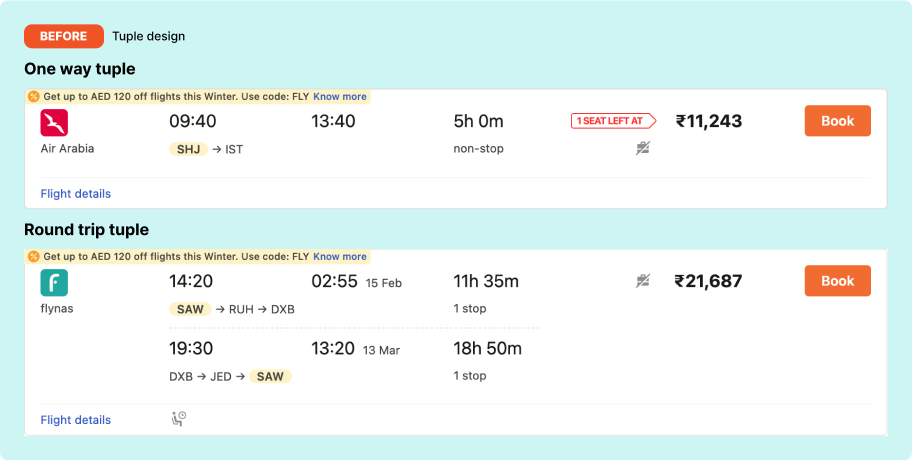 BEFORE Tuple design
One way tuple
Get up to AED 120 off flights this Winter. Use code: FLY Know more
09:40 13:40 5h 0m 1 SEAT LEFT AT ₹11,243 Book
Air Arabia SHJ → IST non-stop
Flight details
Round trip tuple
Get up to AED 120 off flights this Winter. Use code: FLY Know more
14:20 02:55 15 Feb 11h 35m ₹21,687 Book
flynas SAW → RUH → DXB 1 stop
19:30 13:20 13 Mar 18h 50m
DXB → JED → SAW 1 stop
Flight details